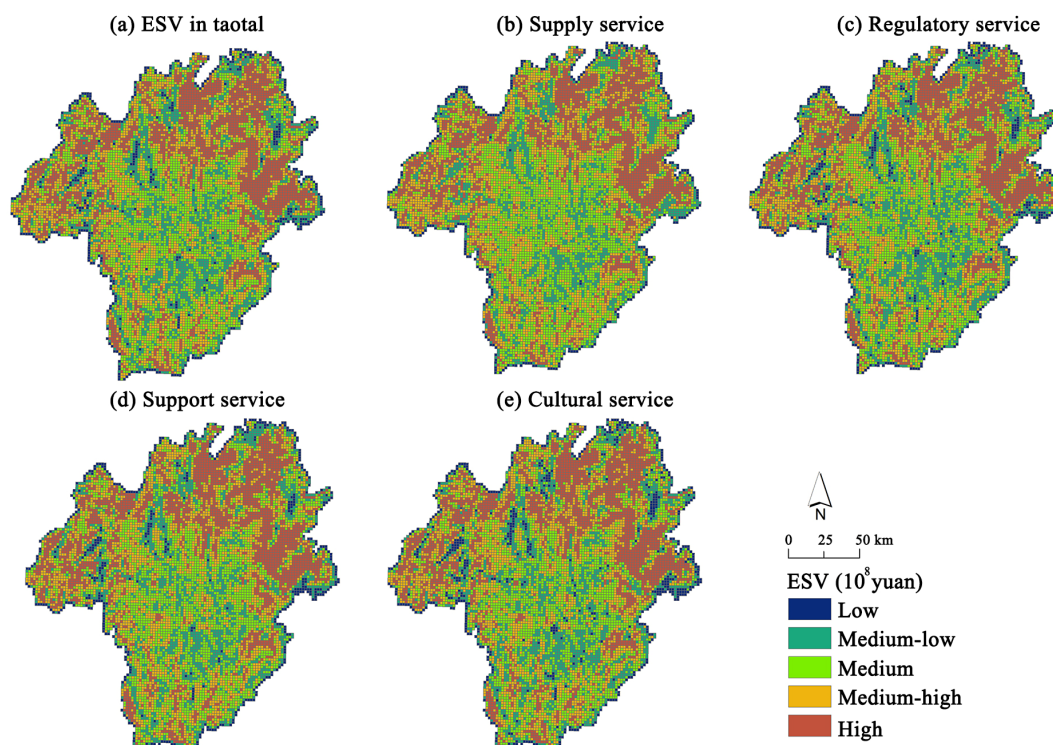 (a) ESV in taotal
(b) Supply service
(c) Regulatory service
(d) Support service
(e) Cultural service
N
0 25 50 km
ESV (10⁸yuan)
Low
Medium-low
Medium
Medium-high
High